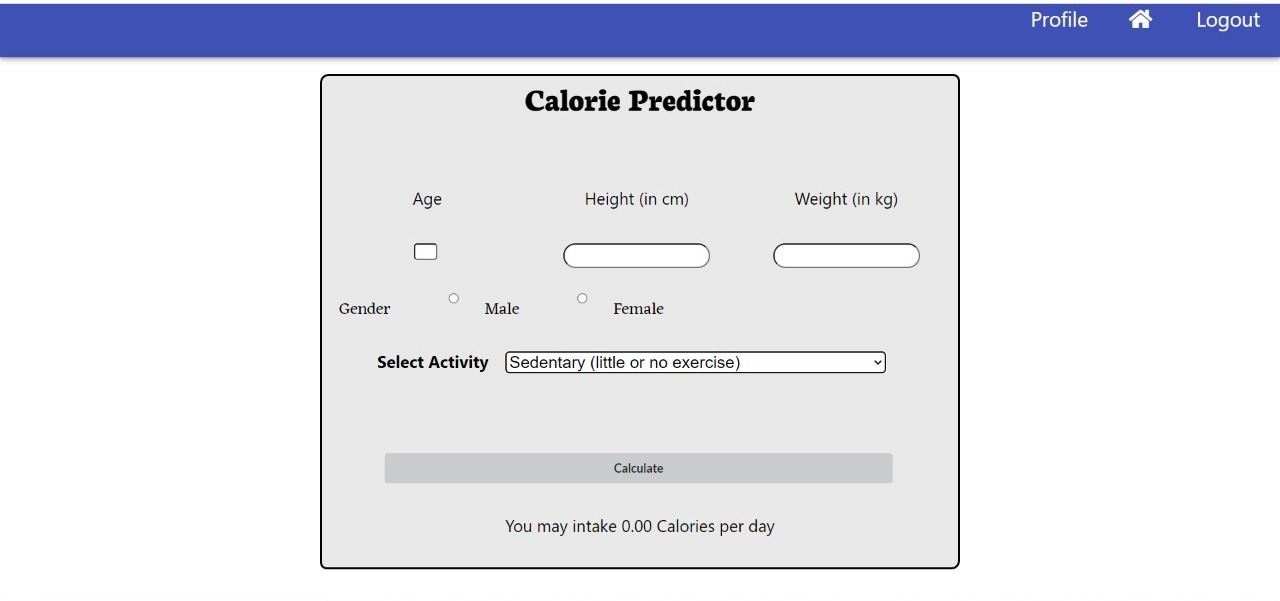 Profile Logout
Calorie Predictor
Age Height (in cm) Weight (in kg)
Gender Male Female
Select Activity Sedentary (little or no exercise)
Calculate
You may intake 0.00 Calories per day